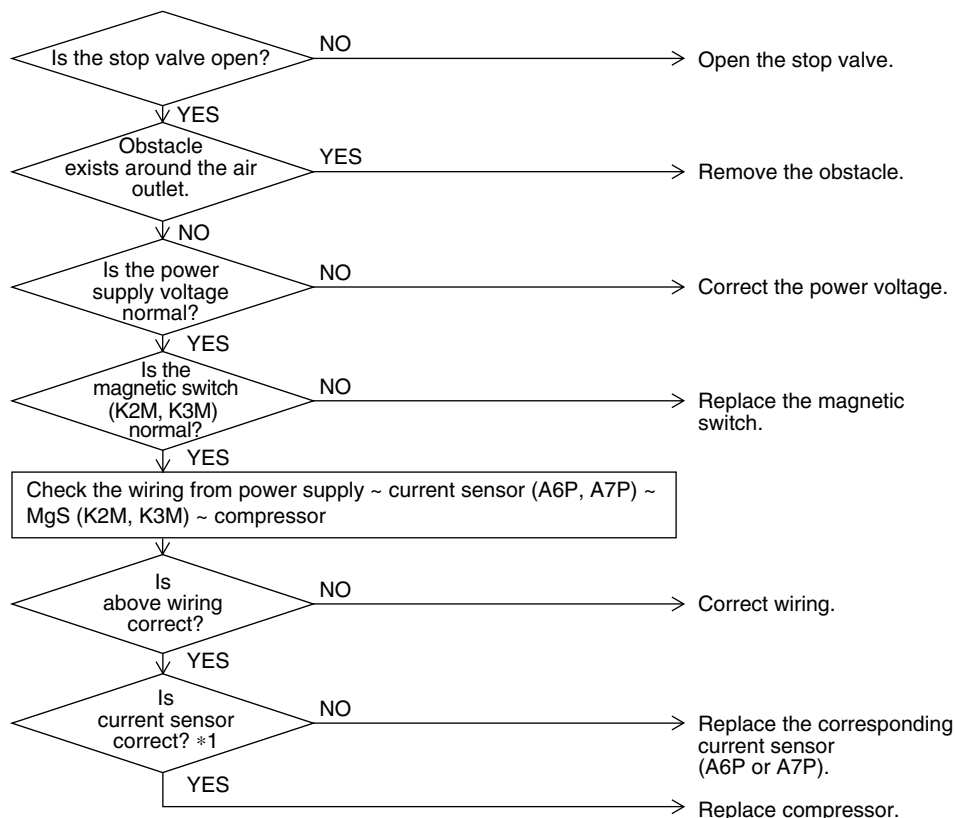 Is the stop valve open?
NO
Open the stop valve.
YES
Obstacle
exists around the air
outlet.
YES
Remove the obstacle.
NO
Is the power
supply voltage
normal?
NO
Correct the power voltage.
YES
Is the
magnetic switch
(K2M, K3M)
normal?
NO
Replace the magnetic
switch.
YES
Check the wiring from power supply ~ current sensor (A6P, A7P) ~
MgS (K2M, K3M) ~ compressor
Is
above wiring
correct?
NO
Correct wiring.
YES
Is
current sensor
correct? *1
NO
Replace the corresponding
current sensor
(A6P or A7P).
YES
Replace compressor.